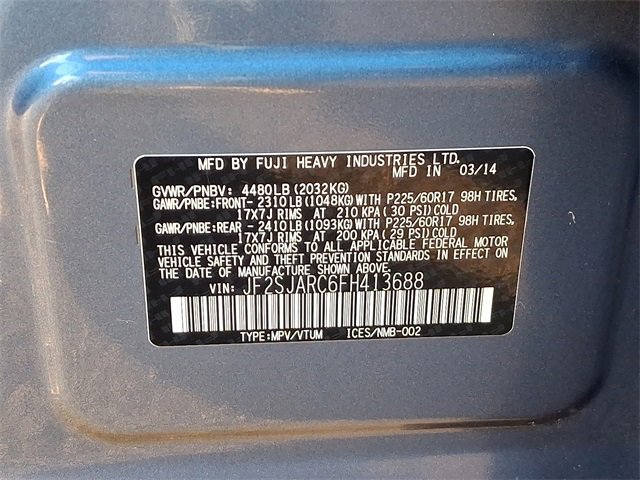 MFD BY FUJI HEAVY INDUSTRIES LTD.
MFD IN 03/14
GVWR/PNBV: 4480LB(2032KG)
GAWR/PNBE:FRONT- 2310LB(1048KG)WITH P225/60R17 98H TIRES,
17X7J RIMS AT 210 KPA(30 PSI)COLD
GAWR/PNBE:REAR - 2410LB(1093KG)WITH P225/60R17 98H TIRES,
17X7J RIMS AT 200 KPA(29 PSI)COLD
THIS VEHICLE CONFORMS TO ALL APPLICABLE FEDERAL MOTOR
VEHICLE SAFETY AND THEFT PREVENTION STANDARDS IN EFFECT ON
THE DATE OF MANUFACTURE SHOWN ABOVE.
VIN: JF2SJARC6FH413688
TYPE:MPV/VTUM ICES/NMB-002